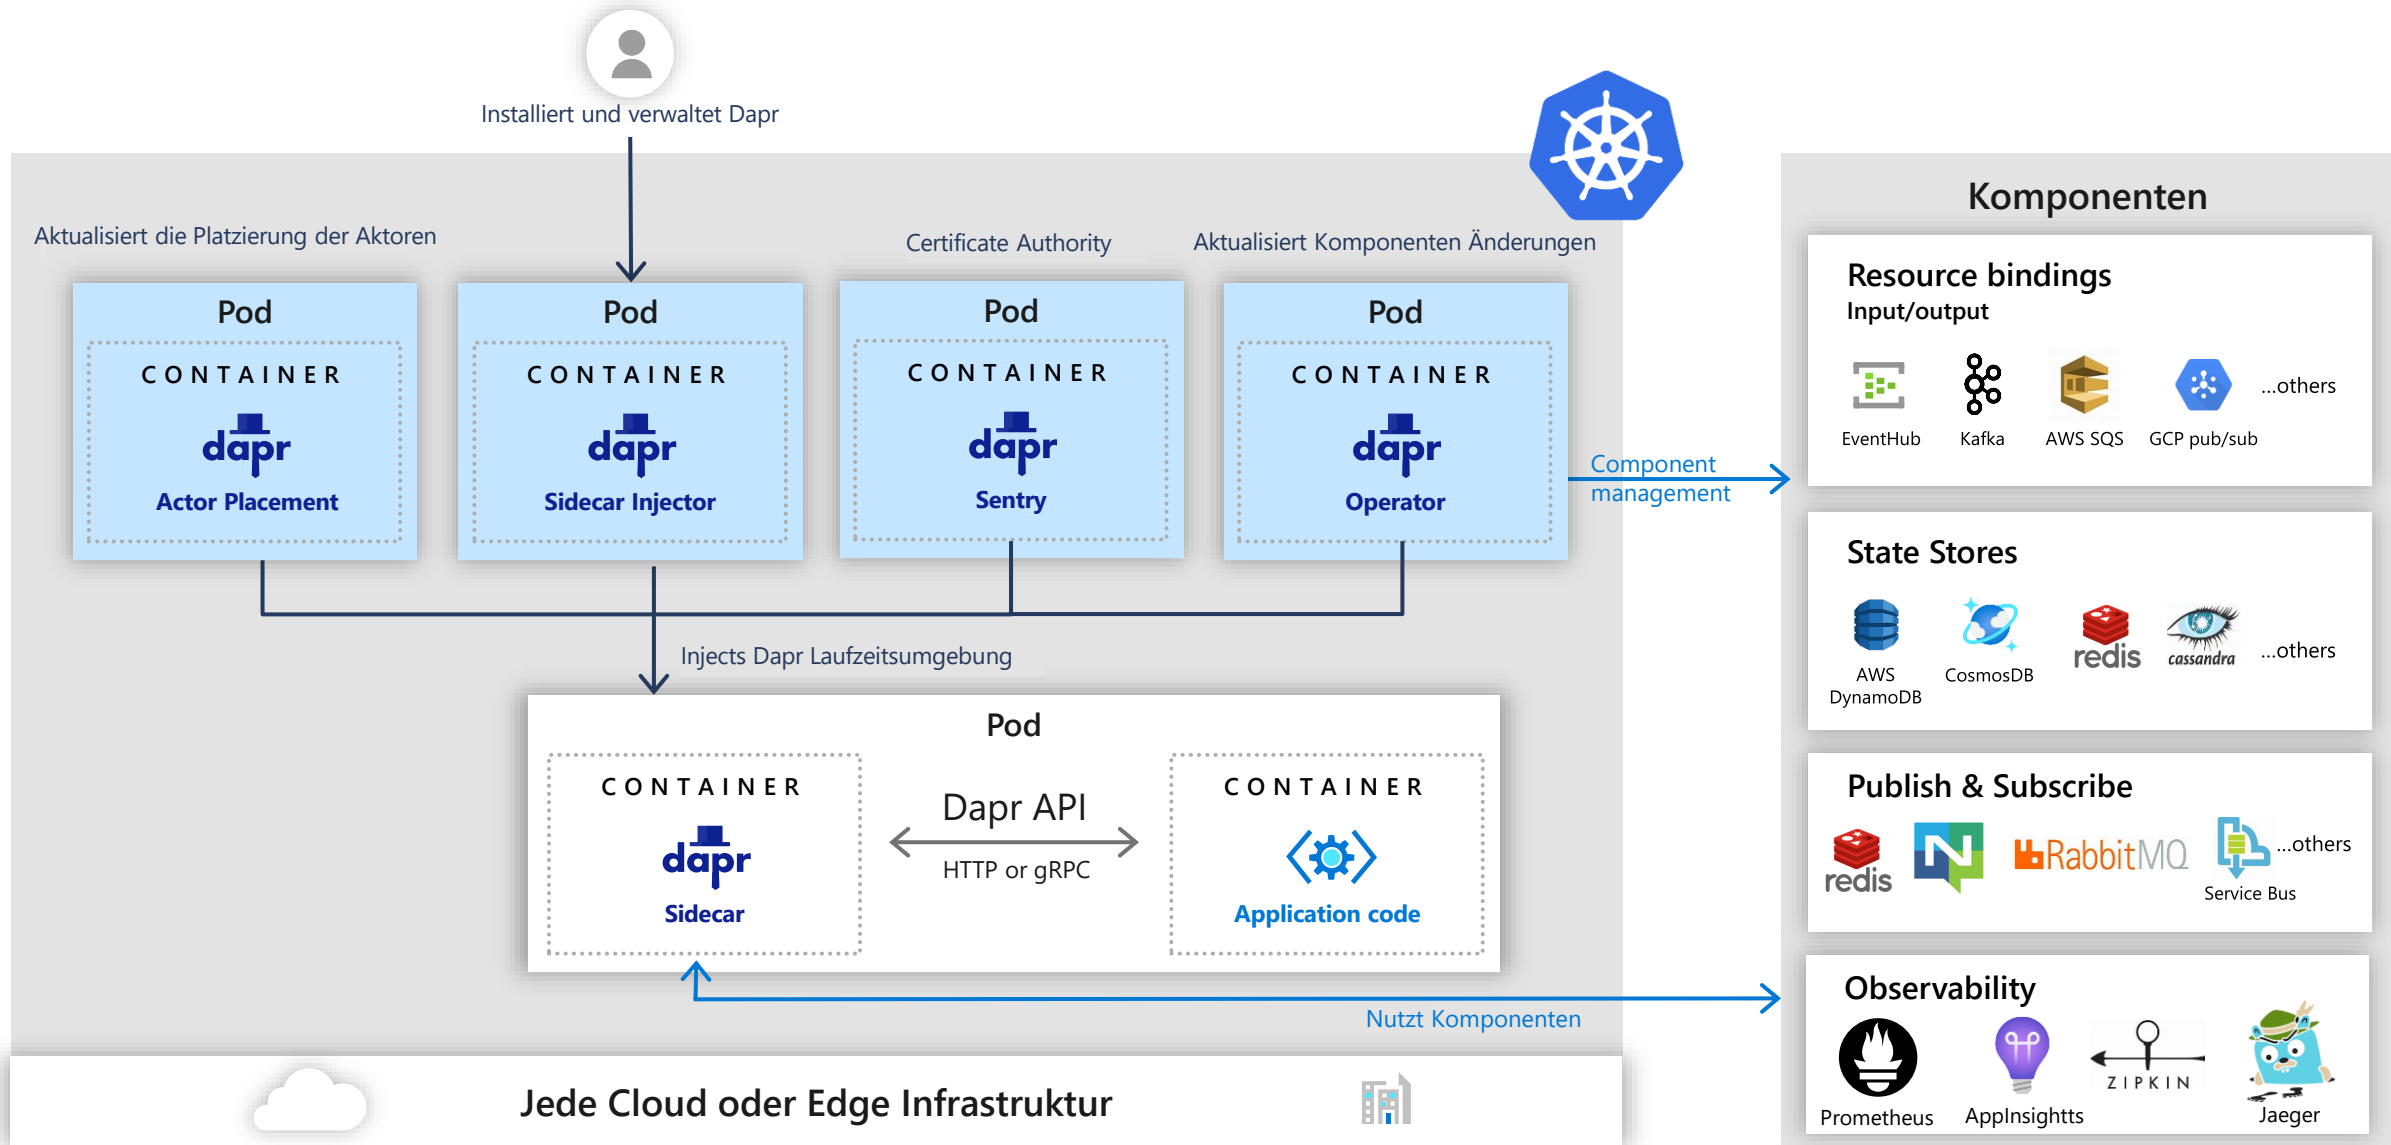 Installiert und verwaltet Dapr
Aktualisiert die Platzierung der Aktoren
Certificate Authority
Aktualisiert Komponenten Änderungen
Pod
CONTAINER
dapr
Actor Placement
Pod
CONTAINER
dapr
Sidecar Injector
Pod
CONTAINER
dapr
Sentry
Pod
CONTAINER
dapr
Operator
Component
management
Injects Dapr Laufzeitsumgebung
Pod
CONTAINER
dapr
Sidecar
Dapr API
HTTP or gRPC
CONTAINER
Application code
Nutzt Komponenten
Jede Cloud oder Edge Infrastruktur
Komponenten
Resource bindings
Input/output
EventHub
Kafka
AWS SQS
GCP pub/sub
...others
State Stores
AWS
DynamoDB
CosmosDB
redis
cassandra
...others
Publish & Subscribe
redis
N
RabbitMQ
Service Bus
...others
Observability
Prometheus
AppInsightts
ZIPKIN
Jaeger